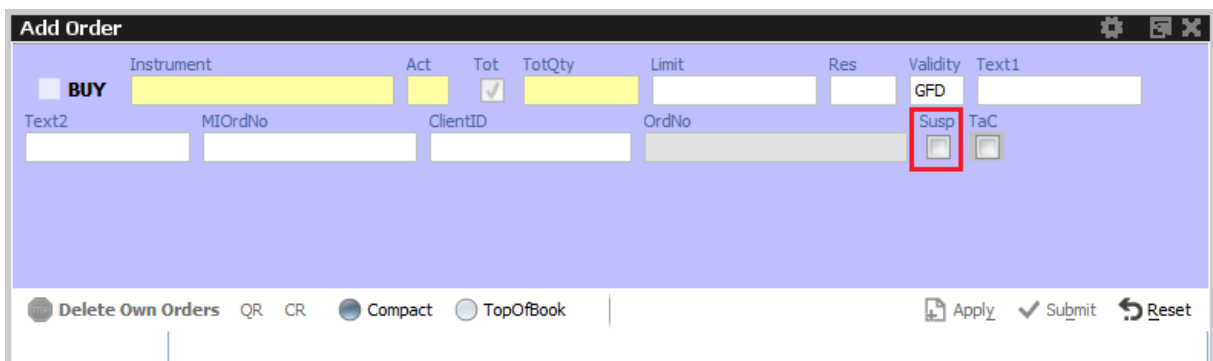 Add Order
Instrument Act Tot TotQty Limit Res Validity Text1
BUY GFD
Text2 MIOrdNo ClientID OrdNo Susp TaC
Delete Own Orders QR CR Compact TopOfBook Apply Submit Reset